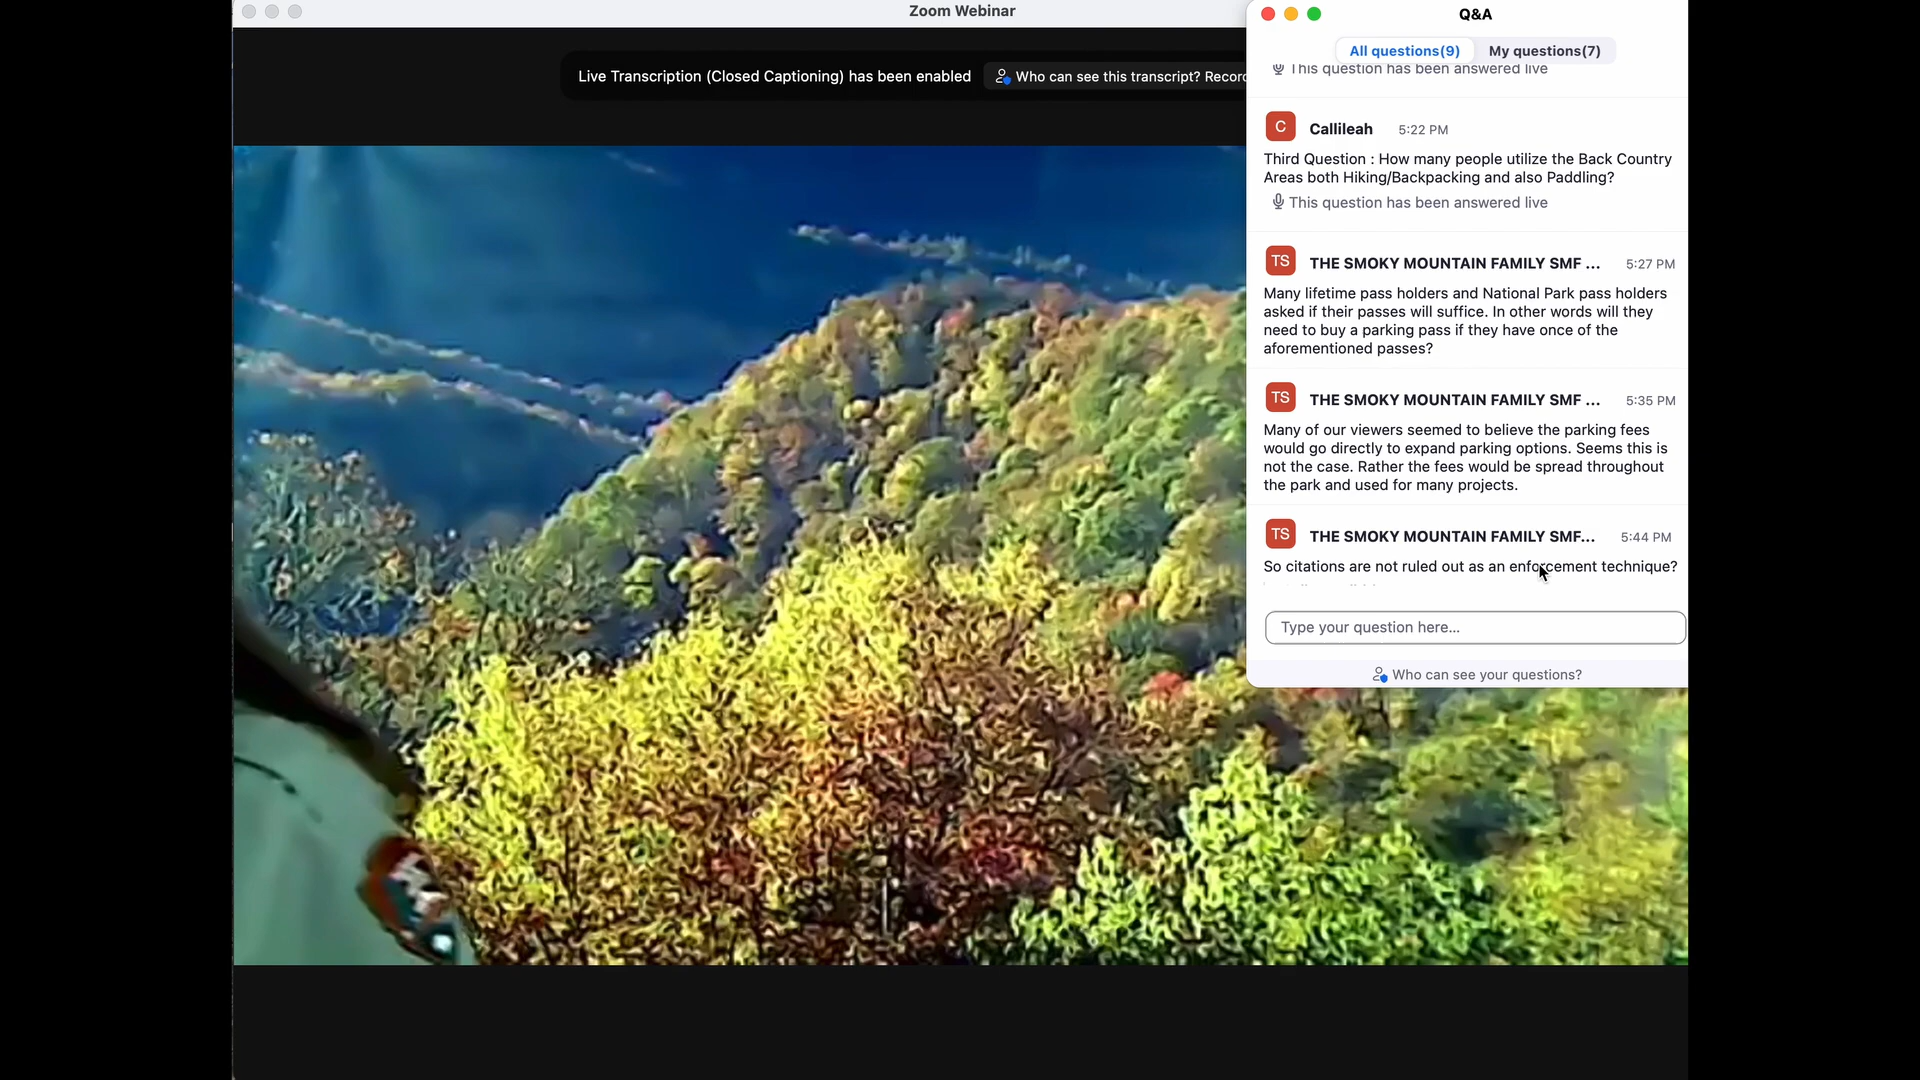 Zoom Webinar
Live Transcription (Closed Captioning) has been enabled
Who can see this transcript? Recor
Q&A
All questions(9)
My questions(7)
This question has been answered live
C
Callileah
5:22 PM
Third Question : How many people utilize the Back Country
Areas both Hiking/Backpacking and also Paddling?
This question has been answered live
TS
THE SMOKY MOUNTAIN FAMILY SMF ...
5:27 PM
Many lifetime pass holders and National Park pass holders
asked if their passes will suffice. In other words will they
need to buy a parking pass if they have once of the
aforementioned passes?
TS
THE SMOKY MOUNTAIN FAMILY SMF ...
5:35 PM
Many of our viewers seemed to believe the parking fees
would go directly to expand parking options. Seems this is
not the case. Rather the fees would be spread throughout
the park and used for many projects.
TS
THE SMOKY MOUNTAIN FAMILY SMF...
5:44 PM
So citations are not ruled out as an enforcement technique?
Type your question here...
Who can see your questions?